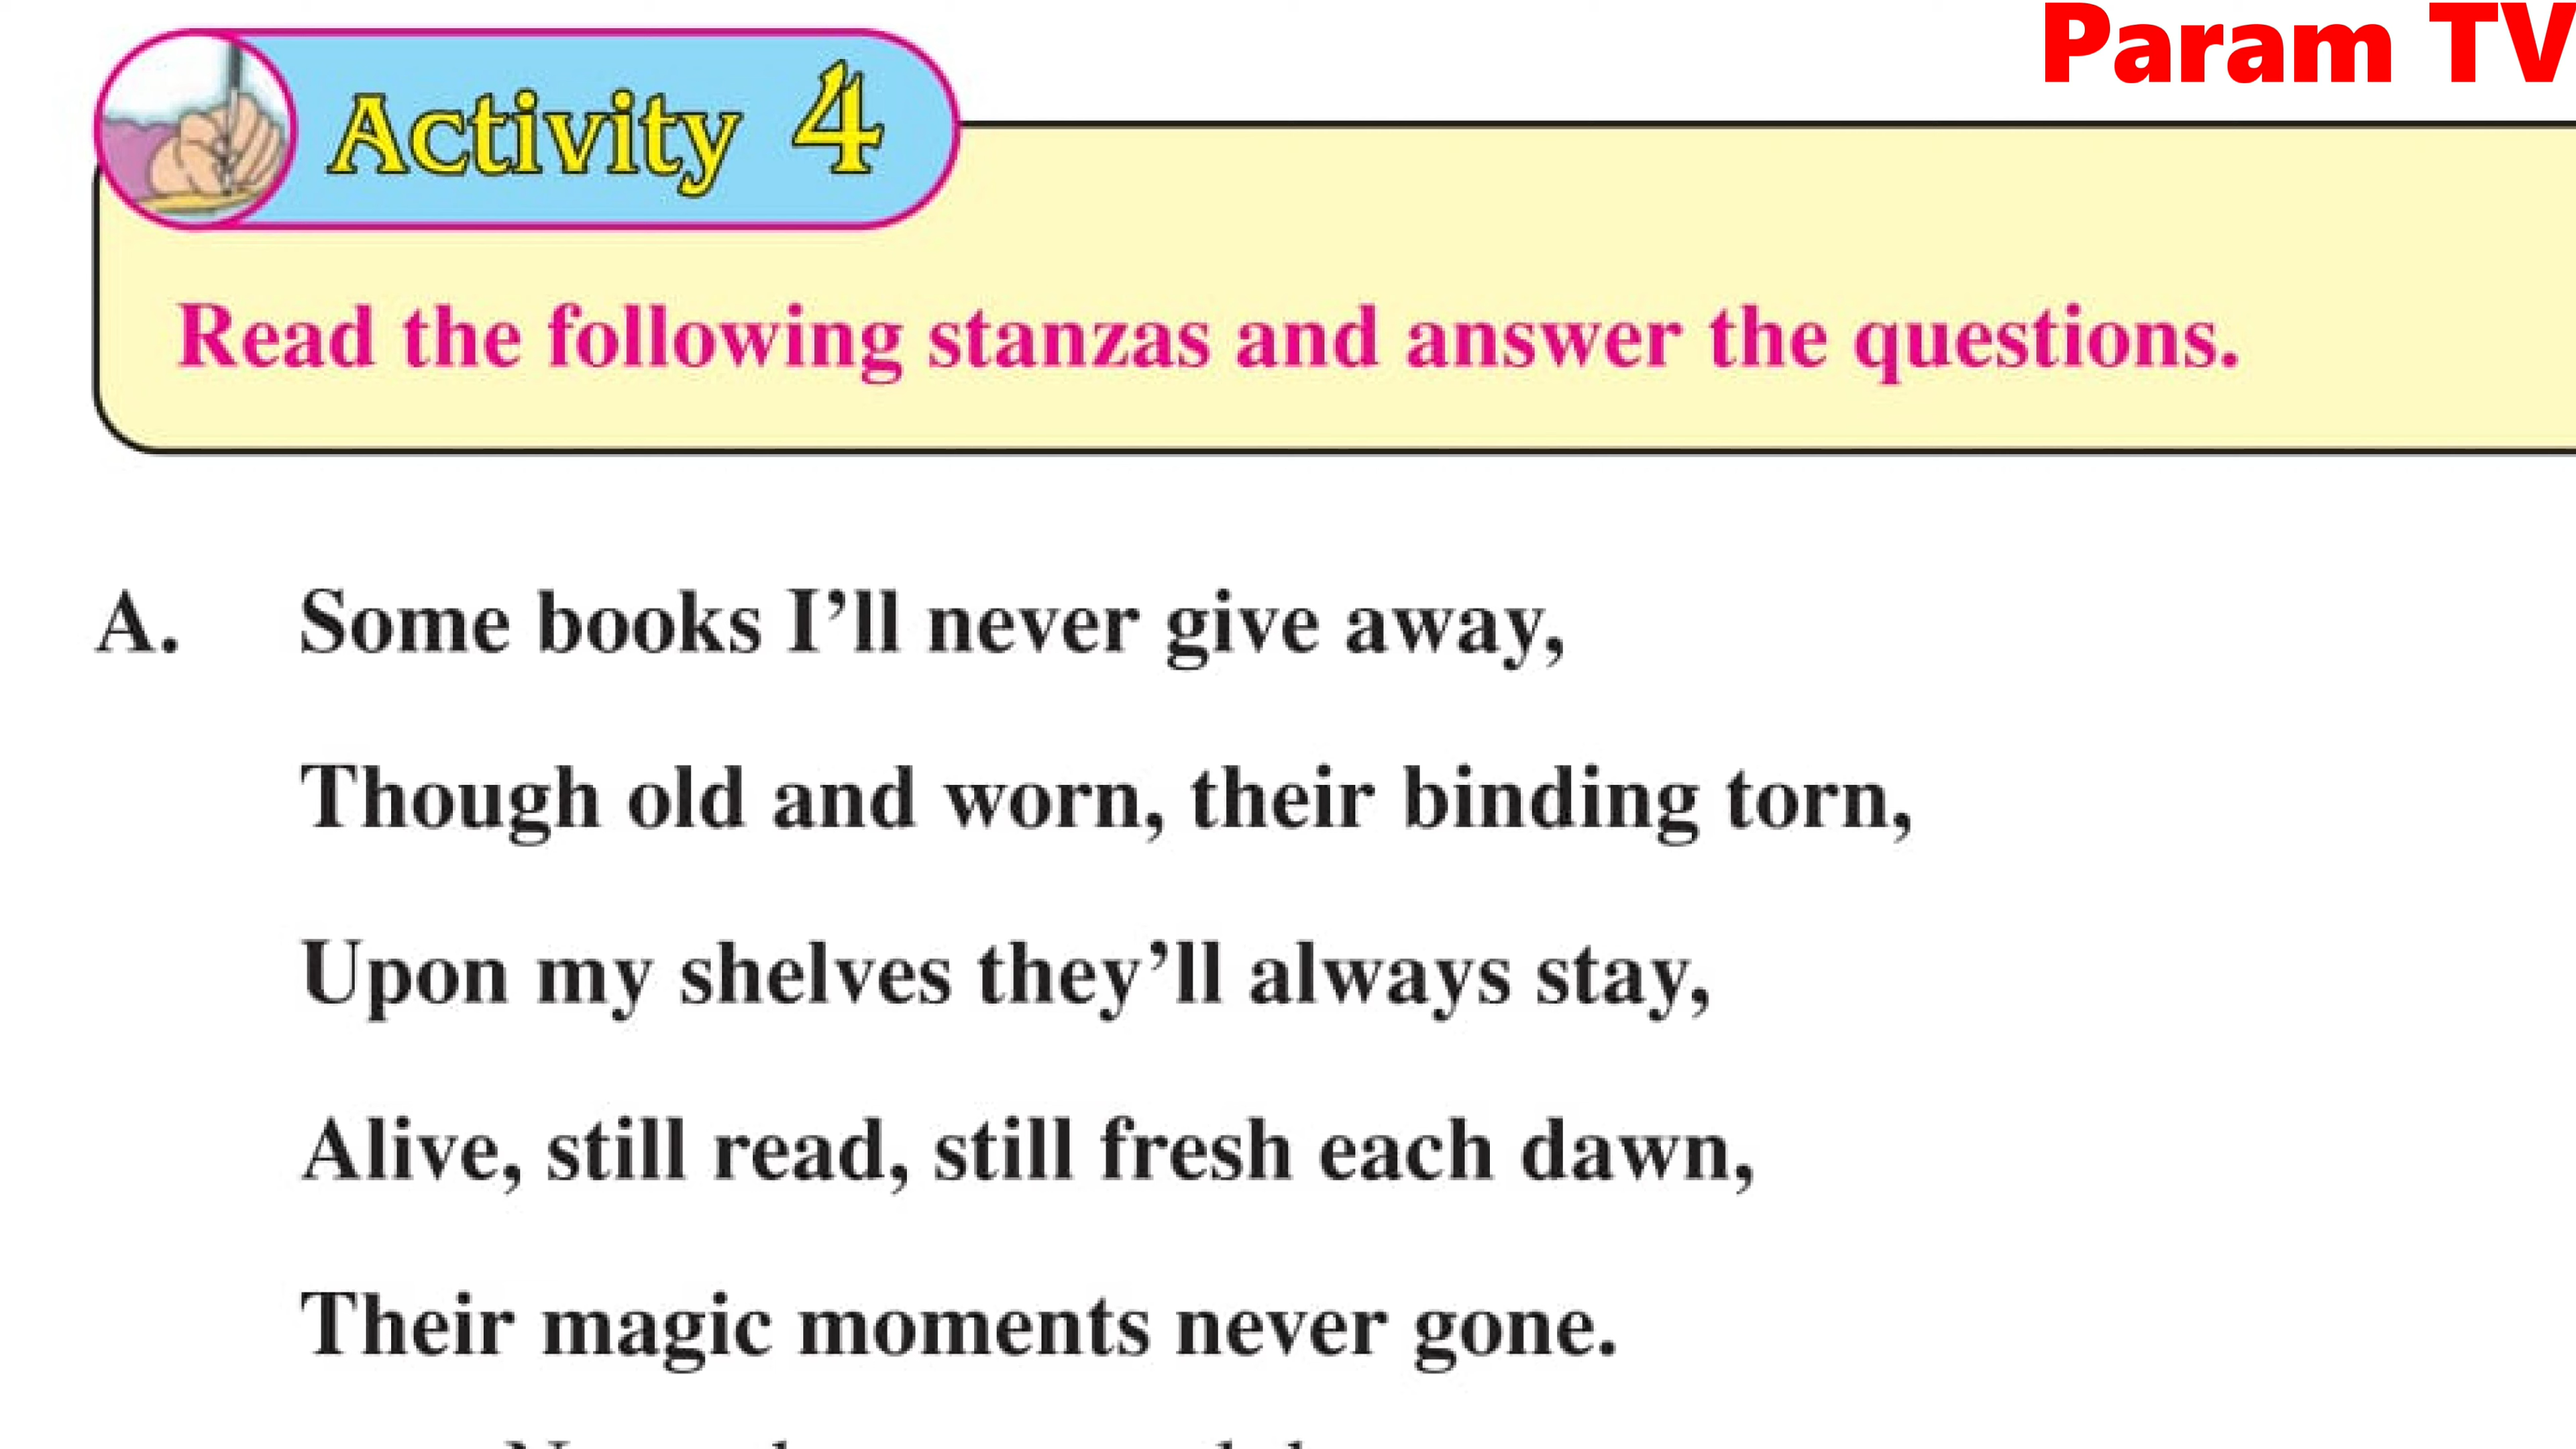 Param TV
Activity 4
Read the following stanzas and answer the questions.
A. Some books I’ll never give away,
Though old and worn, their binding torn,
Upon my shelves they’ll always stay,
Alive, still read, still fresh each dawn,
Their magic moments never gone.